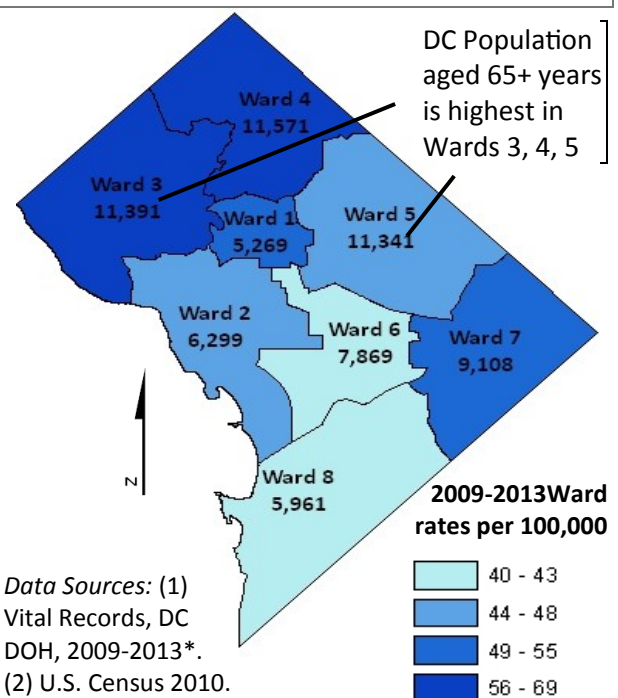 DC Population
aged 65+ years
is highest in
Wards 3, 4, 5
Ward 4
11,571
Ward 3
11,391
Ward 1
5,269
Ward 5
11,341
Ward 2
6,299
Ward 6
7,869
Ward 7
9,108
Ward 8
5,961
N
2009-2013Ward
rates per 100,000
40 - 43
44 - 48
49 - 55
56 - 69
Data Sources: (1)
Vital Records, DC
DOH, 2009-2013*.
(2) U.S. Census 2010.